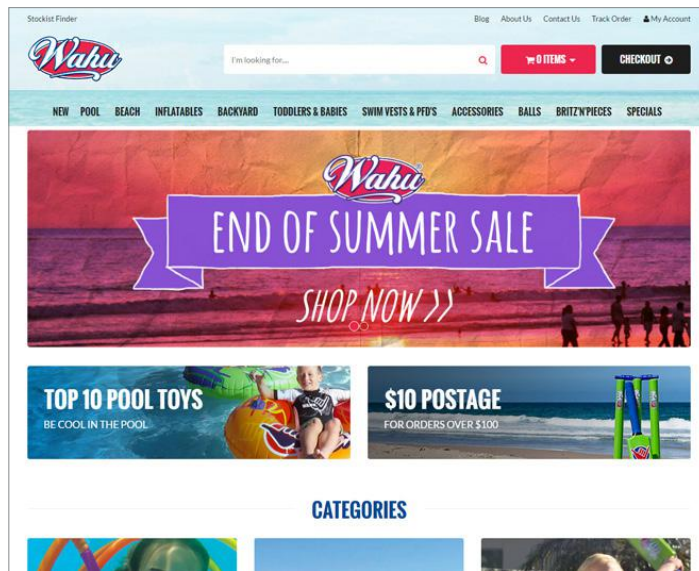 Stockist Finder
Blog About Us Contact Us Track Order My Account
Wahu
I'm looking for....
0 ITEMS
CHECKOUT
NEW POOL BEACH INFLATABLES BACKYARD TODDLERS & BABIES SWIM VESTS & PFD'S ACCESSORIES BALLS BRITZ'N'PIECES SPECIALS
Wahu
END OF SUMMER SALE
SHOP NOW >>
TOP 10 POOL TOYS
BE COOL IN THE POOL
$10 POSTAGE
FOR ORDERS OVER $100
CATEGORIES